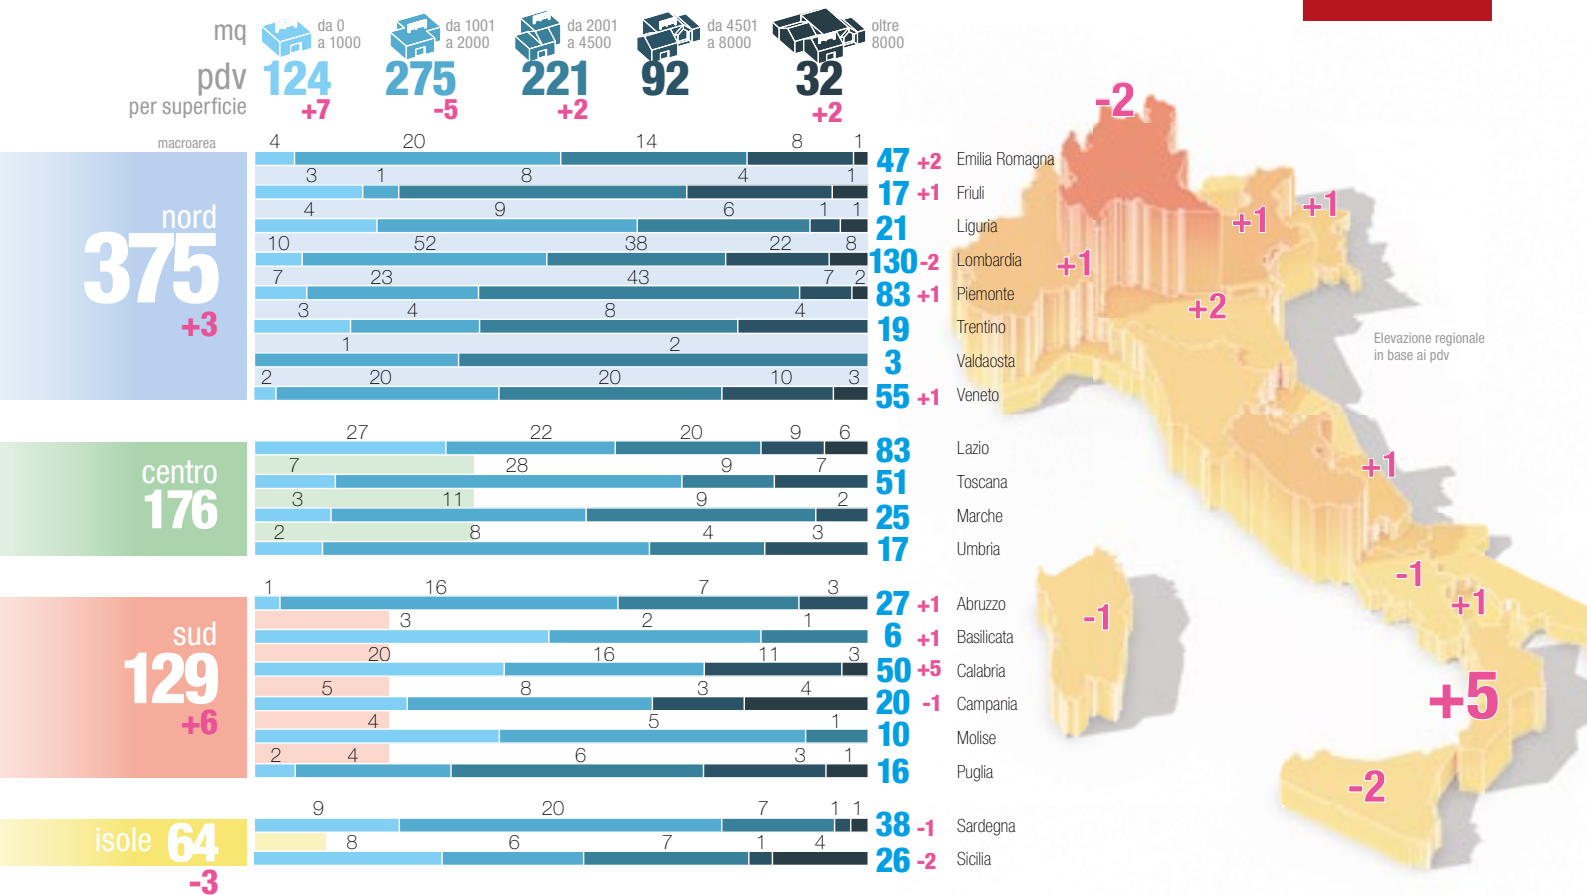 mq
da 0
a 1000
da 1001
a 2000
da 2001
a 4500
da 4501
a 8000
oltre
8000
pdv
per superficie
124
275
221
92
32
+7
-5
+2
+2
macroarea
nord
375
+3
4 20 14 8 1
47 +2 Emilia Romagna
3 1 8 4 1
17 +1 Friuli
4 9 6 1 1
21 Liguria
10 52 38 22 8
130 -2 Lombardia
7 23 43 7 2
83 +1 Piemonte
3 4 8 4
19 Trentino
1 2
3 Valdaosta
2 20 20 10 3
55 +1 Veneto
centro
176
27 22 20 9 6
83 Lazio
7 28 9 7
51 Toscana
3 11 9 2
25 Marche
2 8 4 3
17 Umbria
sud
129
+6
1 16 7 3
27 +1 Abruzzo
3 2 1
6 +1 Basilicata
20 16 11 3
50 +5 Calabria
5 8 3 4
20 -1 Campania
4 5 1
10 Molise
2 4 6 3 1
16 Puglia
isole 64
-3
9 20 7 1 1
38 -1 Sardegna
8 6 7 1 4
26 -2 Sicilia
-2
+1
+1
+1
+2
Elevazione regionale
in base ai pdv
+1
-1
+1
-1
+5
-2